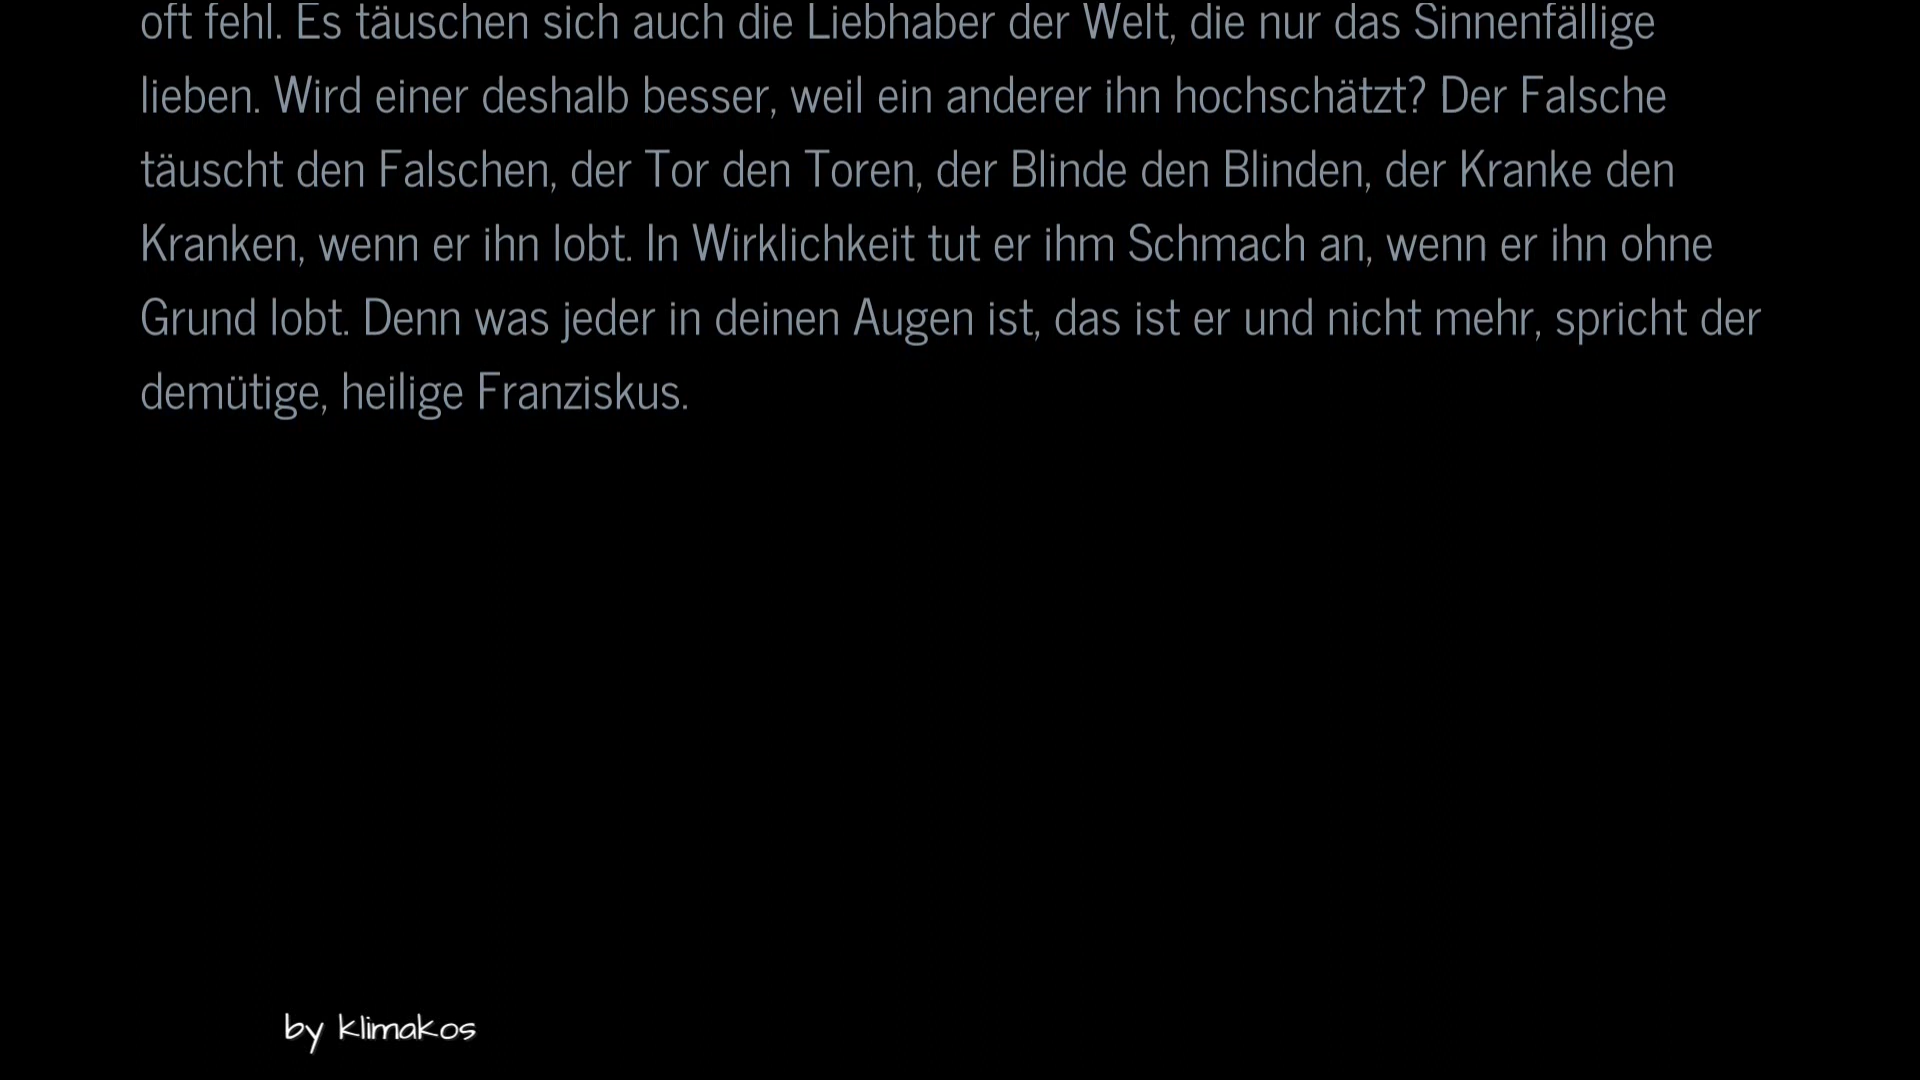 oft fehl. Es täuschen sich auch die Liebhaber der Welt, die nur das Sinnenfällige
lieben. Wird einer deshalb besser, weil ein anderer ihn hochschätzt? Der Falsche
täuscht den Falschen, der Tor den Toren, der Blinde den Blinden, der Kranke den
Kranken, wenn er ihn lobt. In Wirklichkeit tut er ihm Schmach an, wenn er ihn ohne
Grund lobt. Denn was jeder in deinen Augen ist, das ist er und nicht mehr, spricht der
demütige, heilige Franziskus.
by klimakos